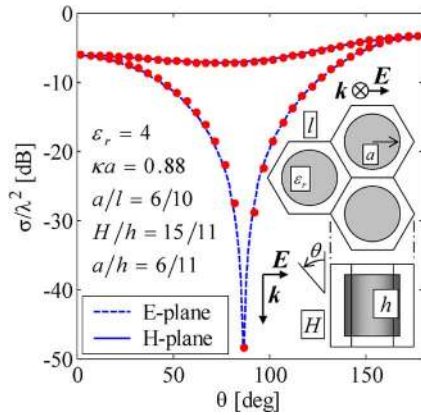 0
-10
-20
-30
-40
-50
σ/λ² [dB]
ε_r = 4
κa = 0.88
a/l = 6/10
H/h = 15/11
a/h = 6/11
E-plane
H-plane
k E
l
a
ε_r
θ
E
k
H
h
0 50 100 150
θ [deg]